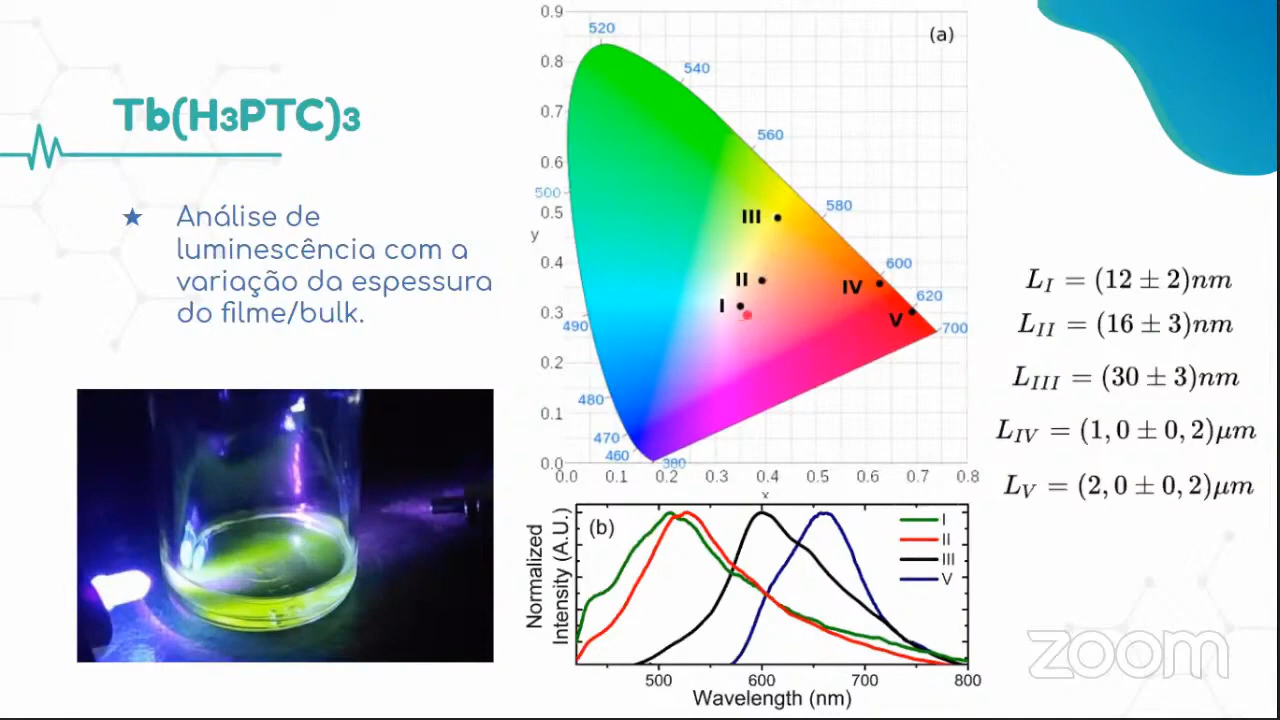 Tb(H3PTC)3
★ Análise de
luminescência com a
variação da espessura
do filme/bulk.
(a)
0.9
0.8
0.7
0.6
0.5
0.4
0.3
0.2
0.1
0.0
y
0.0 0.1 0.2 0.3 0.4 0.5 0.6 0.7 0.8
x
520
540
560
580
600
620
700
500
490
480
470
460
380
III
II
I
IV
V
L_I = (12 ± 2)nm
L_II = (16 ± 3)nm
L_III = (30 ± 3)nm
L_IV = (1,0 ± 0,2)μm
L_V = (2,0 ± 0,2)μm
(b)
Normalized
Intensity (A.U.)
I
II
III
V
500 600 700 800
Wavelength (nm)
zoom